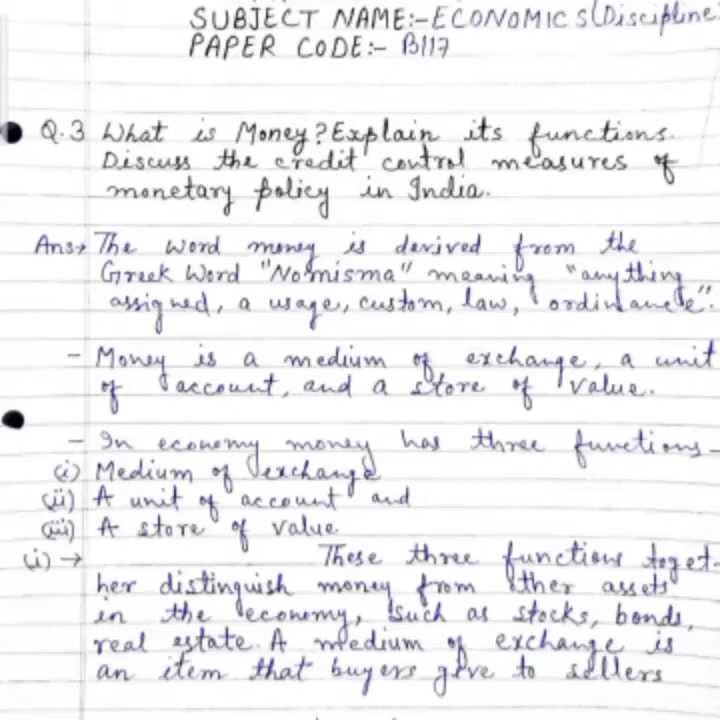 SUBJECT NAME:- ECONOMICS (Discipline
PAPER CODE:- B117
Q.3 What is Money? Explain its functions.
Discuss the credit control measures of
monetary policy in India.
Ans→ The word money is derived from the
Greek Word "Nomisma" meaning "anything
assigned, a usage, custom, law, ordinance".
- Money is a medium of exchange, a unit
of account, and a store of value.
- In economy money has three functions-
(i) Medium of exchange
(ii) A unit of account and
(iii) A store of value
(i) → These three functions toget-
her distinguish money from other assets
in the economy, such as stocks, bonds,
real estate. A medium of exchange is
an item that buyers give to sellers